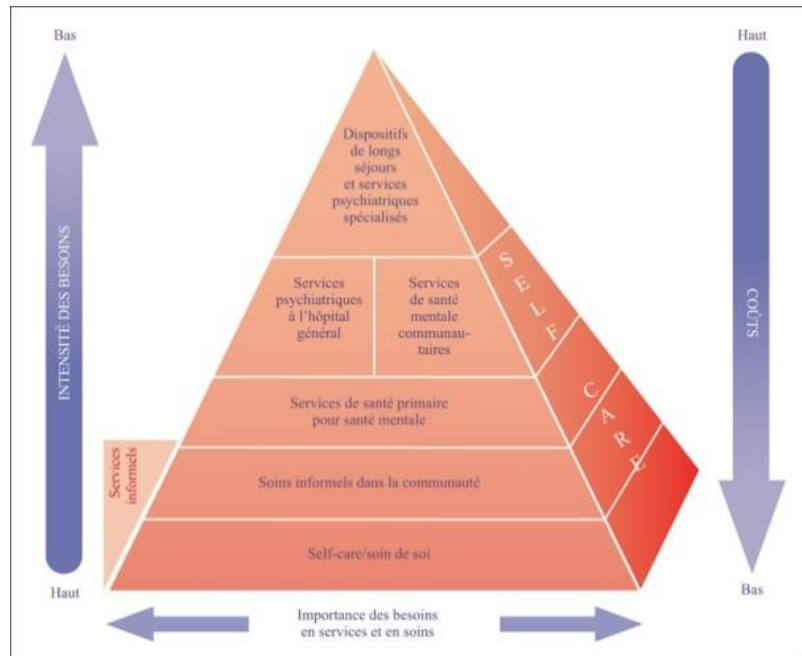 Bas
Haut
Dispositifs
de longs
séjours
et services
psychiatriques
spécialisés
INTENSITÉ DES BESOINS
COÛTS
SELF CARE
Services
psychiatriques
à l'hôpital
général
Services
de santé
mentale
communau-
taires
Services de santé primaire
pour santé mentale
Services
informels
Soins informels dans la communauté
Self-care/soin de soi
Haut
Bas
Importance des besoins
en services et en soins